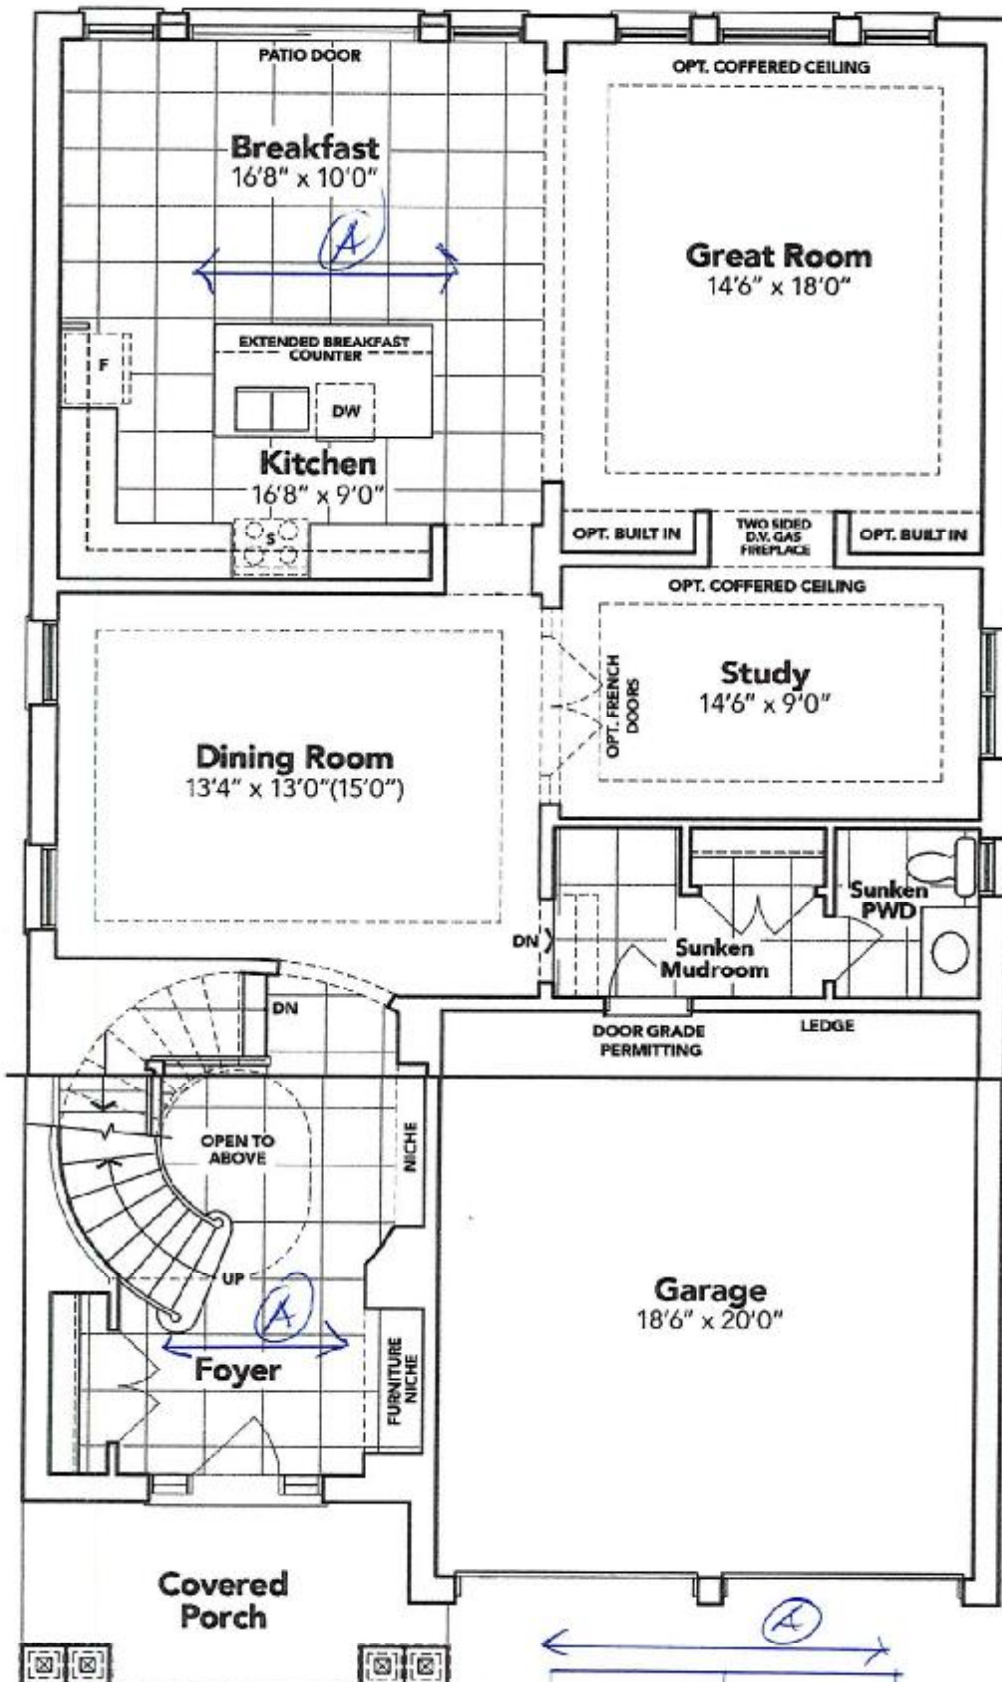 PATIO DOOR
OPT. COFFERED CEILING
Breakfast
16'8" x 10'0"
A
Great Room
14'6" x 18'0"
EXTENDED BREAKFAST
COUNTER
F
DW
Kitchen
16'8" x 9'0"
S
OPT. BUILT IN
TWO SIDED
D.V. GAS
FIREPLACE
OPT. BUILT IN
OPT. COFFERED CEILING
Study
14'6" x 9'0"
OPT. FRENCH
DOORS
Dining Room
13'4" x 13'0"(15'0")
Sunken
PWD
DN
Sunken
Mudroom
DN
DOOR GRADE
PERMITTING
LEDGE
OPEN TO
ABOVE
NICHE
UP
A
Garage
18'6" x 20'0"
Foyer
FURNITURE
NICHE
Covered
Porch
A